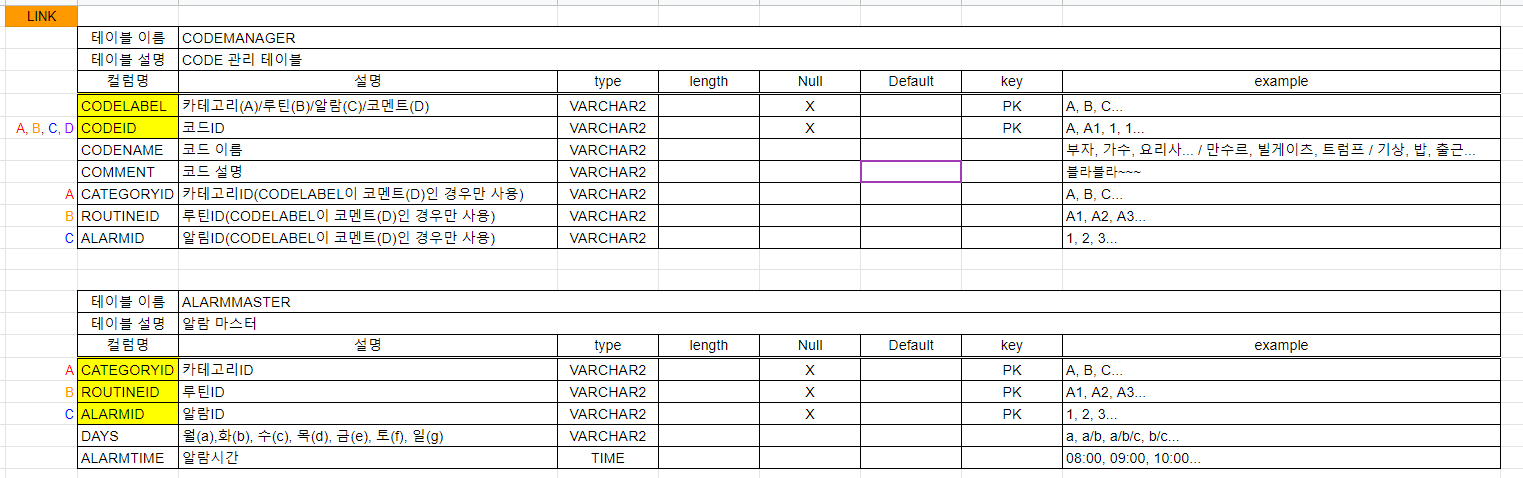 LINK
테이블 이름 CODEMANAGER
테이블 설명 CODE 관리 테이블
컬럼명 설명 type length Null Default key example
CODELABEL 카테고리(A)/루틴(B)/알람(C)/코멘트(D) VARCHAR2 X PK A, B, C...
A, B, C, D CODEID 코드ID VARCHAR2 X PK A, A1, 1, 1...
CODENAME 코드 이름 VARCHAR2 부자, 가수, 요리사... / 만수르, 빌게이츠, 트럼프 / 기상, 밥, 출근...
COMMENT 코드 설명 VARCHAR2 블라블라~~~
A CATEGORYID 카테고리ID(CODELABEL이 코멘트(D)인 경우만 사용) VARCHAR2 A, B, C...
B ROUTINEID 루틴ID(CODELABEL이 코멘트(D)인 경우만 사용) VARCHAR2 A1, A2, A3...
C ALARMID 알림ID(CODELABEL이 코멘트(D)인 경우만 사용) VARCHAR2 1, 2, 3...
테이블 이름 ALARMMASTER
테이블 설명 알람 마스터
컬럼명 설명 type length Null Default key example
A CATEGORYID 카테고리ID VARCHAR2 X PK A, B, C...
B ROUTINEID 루틴ID VARCHAR2 X PK A1, A2, A3...
C ALARMID 알람ID VARCHAR2 X PK 1, 2, 3...
DAYS 월(a),화(b), 수(c), 목(d), 금(e), 토(f), 일(g) VARCHAR2 a, a/b, a/b/c, b/c...
ALARMTIME 알람시간 TIME 08:00, 09:00, 10:00...